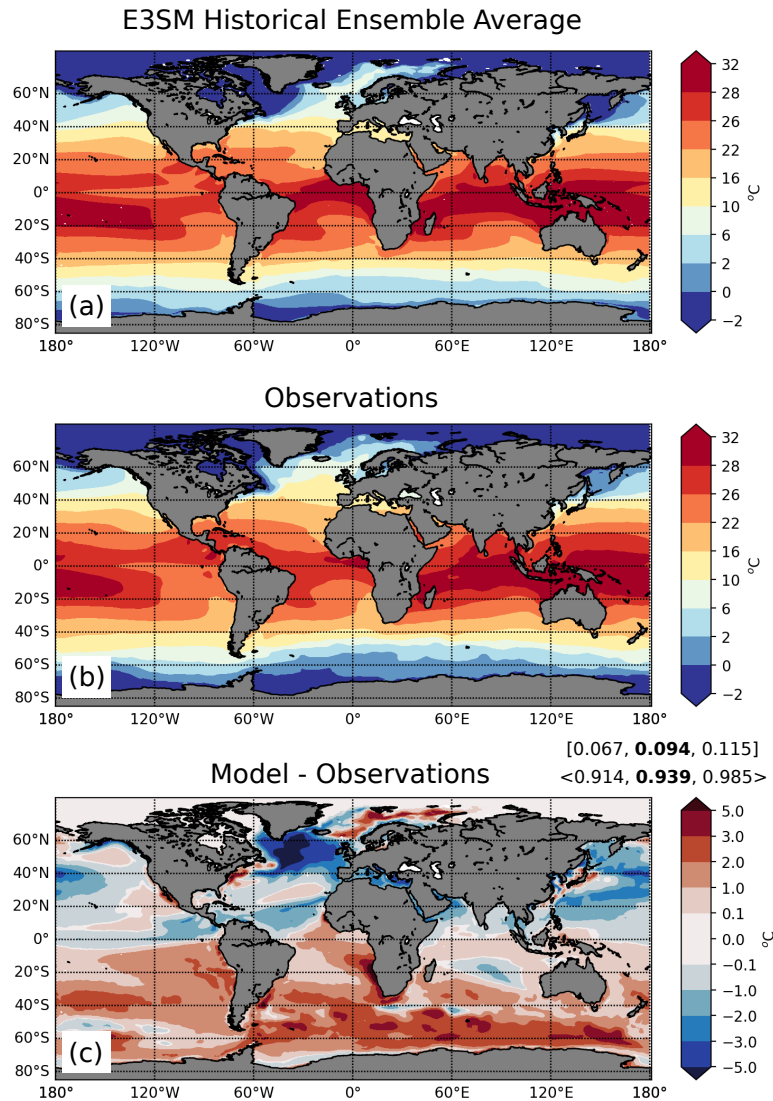 E3SM Historical Ensemble Average
60°N
40°N
20°N
0°
20°S
40°S
60°S
80°S
(a)
180° 120°W 60°W 0° 60°E 120°E 180°
32
28
26
22
16
10
6
2
0
−2
°C
Observations
60°N
40°N
20°N
0°
20°S
40°S
60°S
80°S
(b)
180° 120°W 60°W 0° 60°E 120°E 180°
32
28
26
22
16
10
6
2
0
−2
°C
[0.067, 0.094, 0.115]
<0.914, 0.939, 0.985>
Model - Observations
60°N
40°N
20°N
0°
20°S
40°S
60°S
80°S
(c)
180° 120°W 60°W 0° 60°E 120°E 180°
5.0
3.0
2.0
1.0
0.1
0.0
−0.1
−1.0
−2.0
−3.0
−5.0
°C